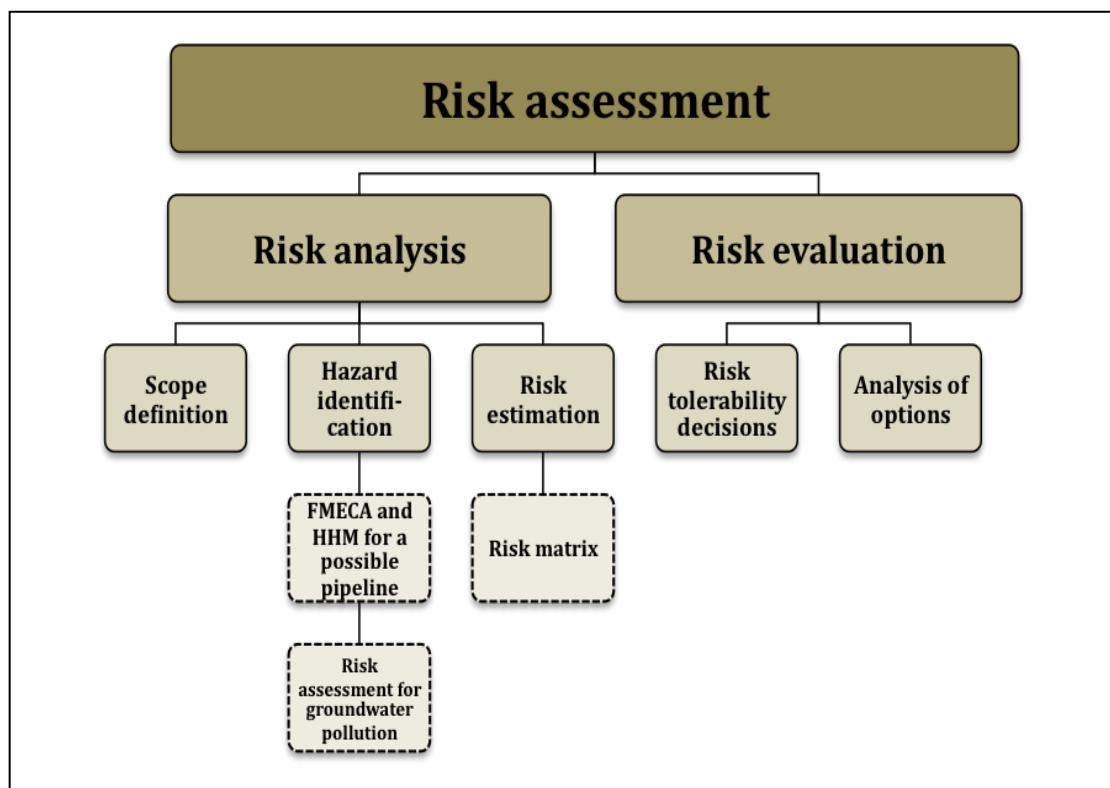 Risk assessment
Risk analysis
Risk evaluation
Scope
definition
Hazard
identifi-
cation
Risk
estimation
Risk
tolerability
decisions
Analysis of
options
FMECA and
HHM for a
possible
pipeline
Risk matrix
Risk
assessment for
groundwater
pollution